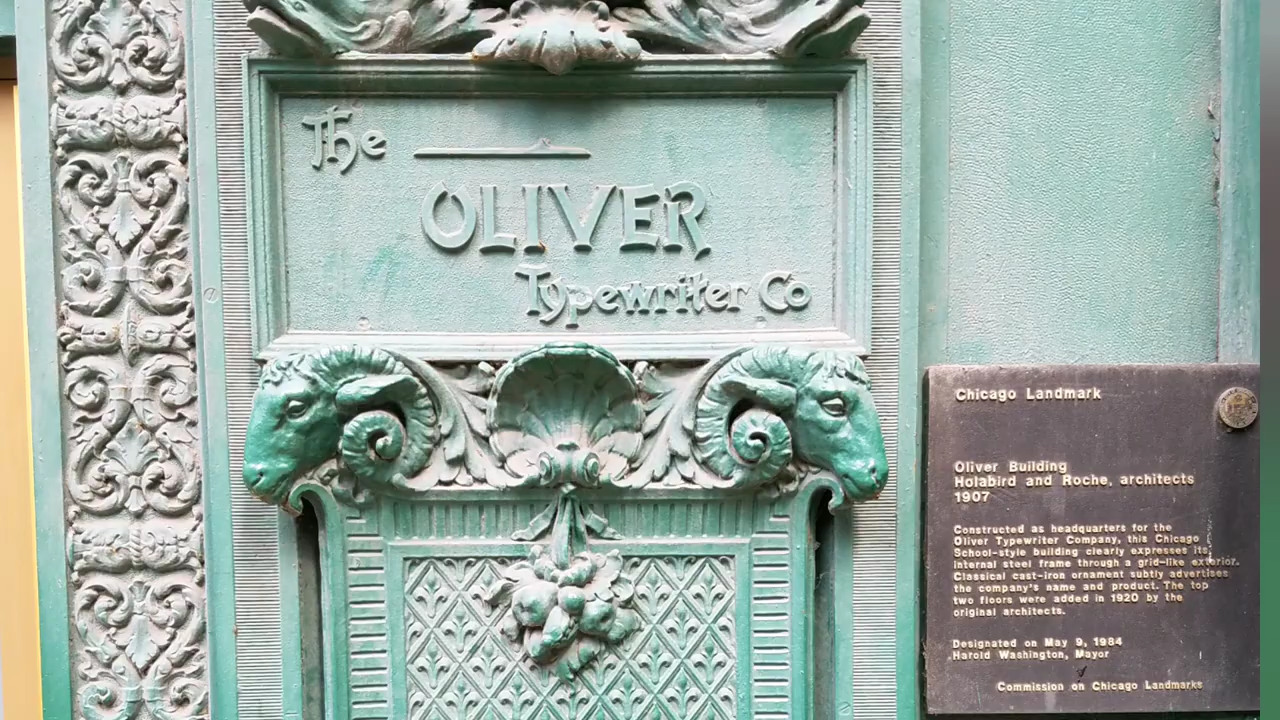 The
OLIVER
Typewriter Co
Chicago Landmark
Oliver Building
Holabird and Roche, architects
1907
Constructed as headquarters for the
Oliver Typewriter Company, this Chicago
School-style building clearly expresses its
internal steel frame through a grid-like exterior.
Classical cast-iron ornament subtly advertises
the company's name and product. The top
two floors were added in 1920 by the
original architects.
Designated on May 9, 1984
Harold Washington, Mayor
Commission on Chicago Landmarks